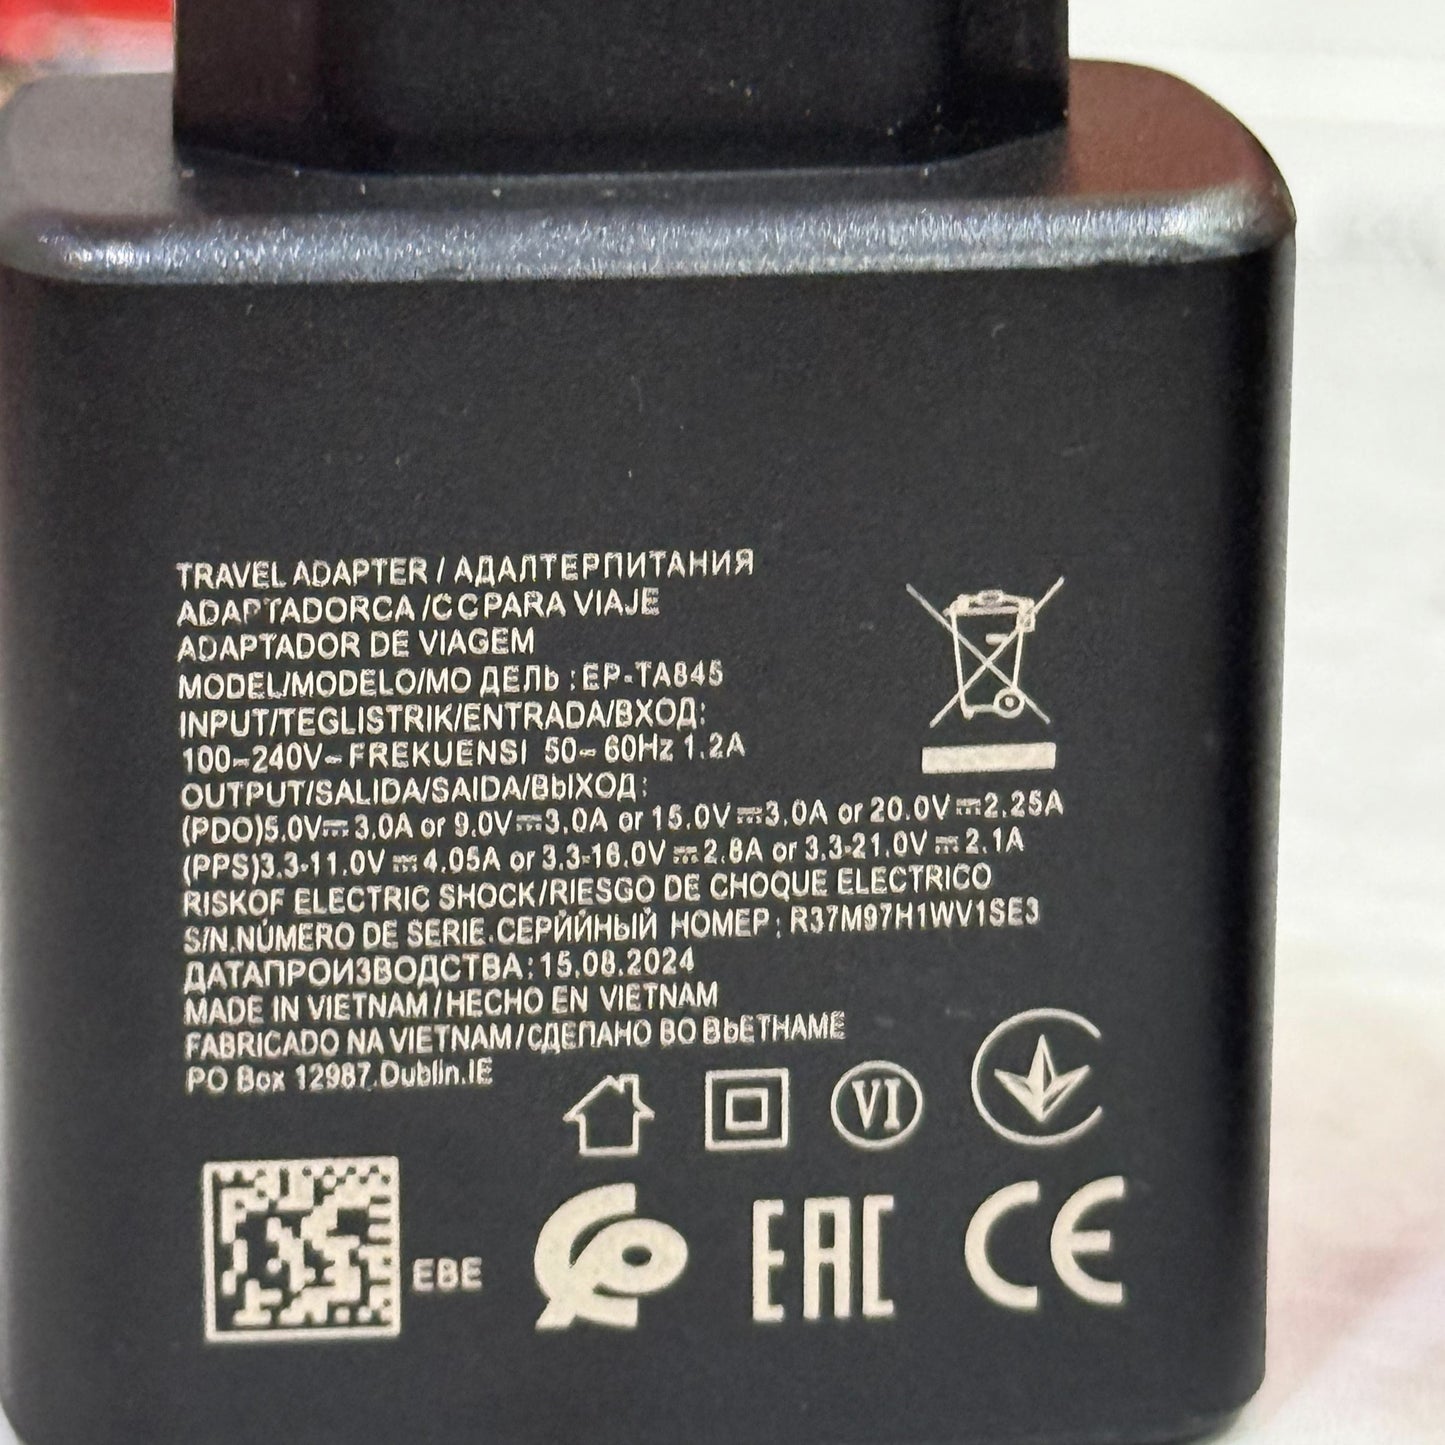 TRAVEL ADAPTER / АДАПТЕРПИТАНИЯ
ADAPTADORCA /CCPARA VIAJE
ADAPTADOR DE VIAGEM
MODEL/MODELO/MO ДЕЛЬ : EP-TA845
INPUT/TEGLISTRIK/ENTRADA/ВХОД:
100~240V~FREKUENSI 50~60Hz 1.2A
OUTPUT/SALIDA/SAIDA/ВЫХОД:
(PDO)5.0V⎓3.0A or 9.0V⎓3.0A or 15.0V⎓3.0A or 20.0V⎓2.25A
(PPS)3.3-11.0V⎓4.05A or 3.3-16.0V⎓2.8A or 3.3-21.0V⎓2.1A
RISKOF ELECTRIC SHOCK/RIESGO DE CHOQUE ELECTRICO
S/N.NÚMERO DE SERIE.СЕРЙЙНЫЙ НОМЕР: R37M97H1WV1SE3
ДАТАПРОИЗВОДСТВА:15.08.2024
MADE IN VIETNAM/HECHO EN VIETNAM
FABRICADO NA VIETNAM/СДЕПАНО ВО ВЬЕТНАМЕ
PO Box 12987.Dublin.IE
VI
EBE
EAC
CE